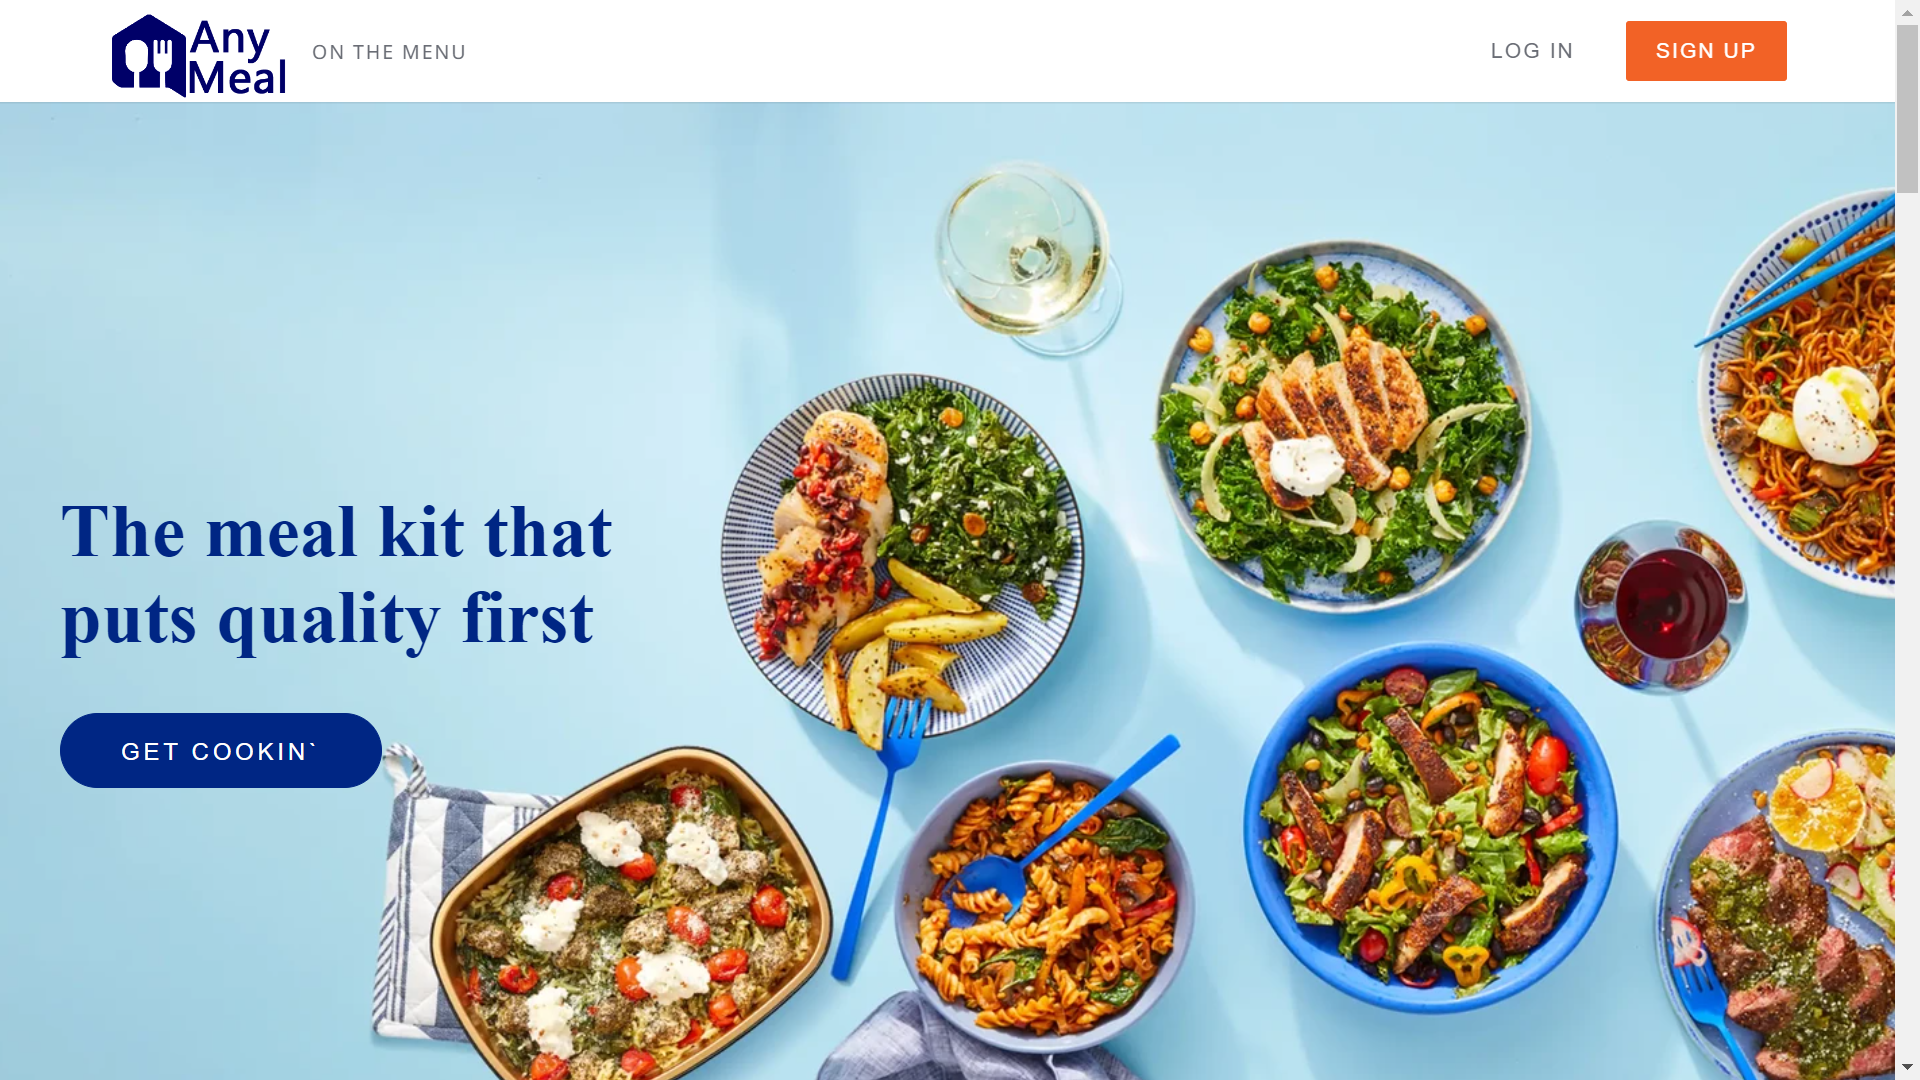 Any
Meal
ON THE MENU
LOG IN
SIGN UP
The meal kit that
puts quality first
GET COOKIN`